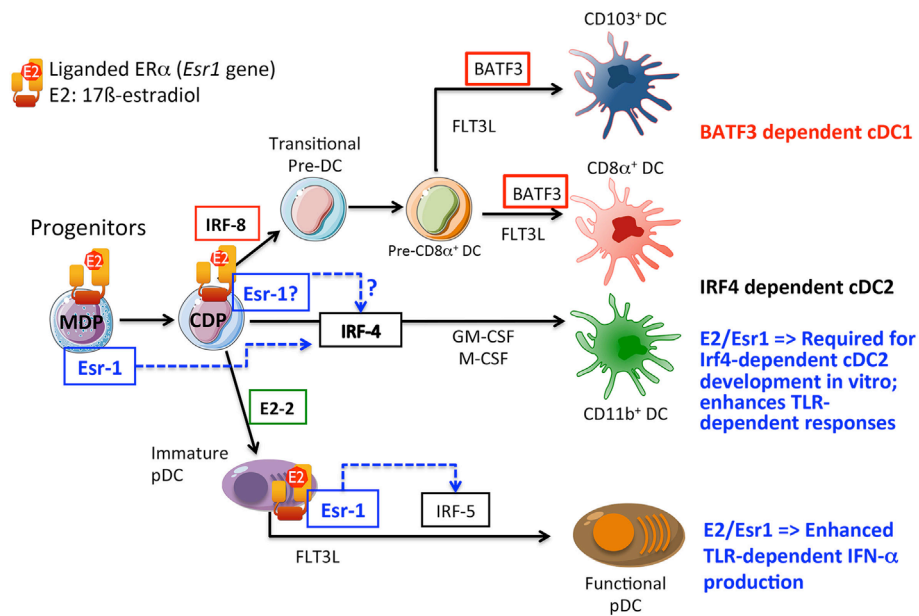 CD103+ DC
E2
Liganded ERα (Esr1 gene)
E2: 17ß-estradiol
BATF3
FLT3L
BATF3 dependent cDC1
Transitional
Pre-DC
CD8α+ DC
BATF3
FLT3L
Pre-CD8α+ DC
IRF-8
Progenitors
E2
E2
MDP
CDP
Esr-1?
?
IRF-4
Esr-1
GM-CSF
M-CSF
IRF4 dependent cDC2
E2/Esr1 => Required for
Irf4-dependent cDC2
development in vitro;
enhances TLR-
dependent responses
CD11b+ DC
E2-2
Immature
pDC
E2
Esr-1
IRF-5
FLT3L
Functional
pDC
E2/Esr1 => Enhanced
TLR-dependent IFN-α
production